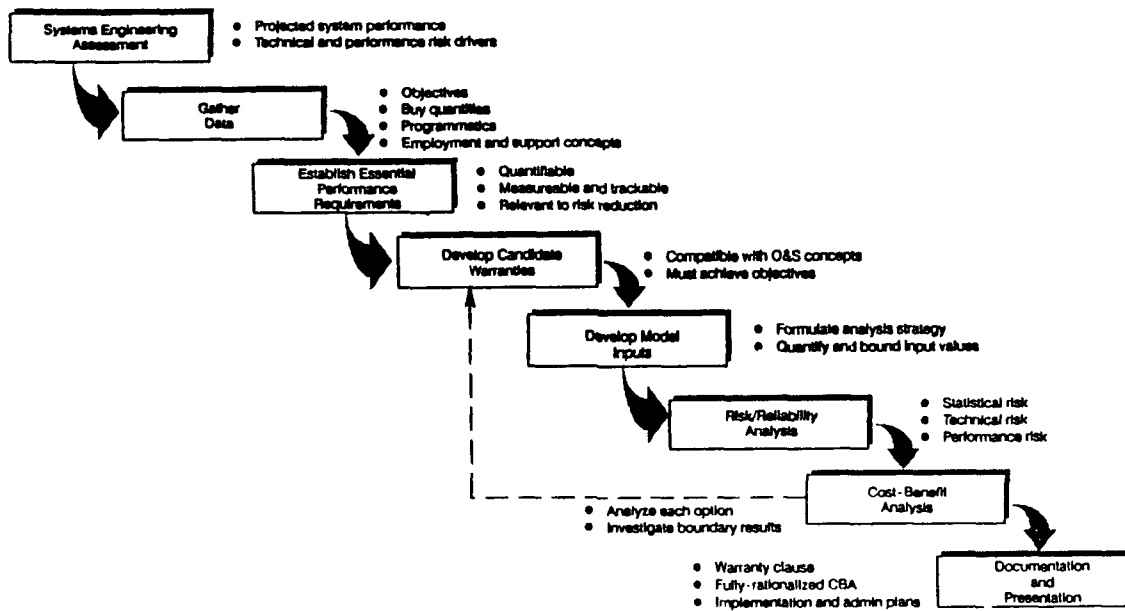 Systems Engineering
Assessment
● Projected system performance
● Technical and performance risk drivers
Gather
Data
● Objectives
● Buy quantities
● Programmatics
● Employment and support concepts
Establish Essential
Performance
Requirements
● Quantifiable
● Measureable and trackable
● Relevant to risk reduction
Develop Candidate
Warranties
● Compatible with O&S concepts
● Must achieve objectives
Develop Model
Inputs
● Formulate analysis strategy
● Quantify and bound input values
Risk/Reliability
Analysis
● Statistical risk
● Technical risk
● Performance risk
Cost-Benefit
Analysis
● Analyze each option
● Investigate boundary results
Documentation
and
Presentation
● Warranty clause
● Fully-rationalized CBA
● Implementation and admin plans